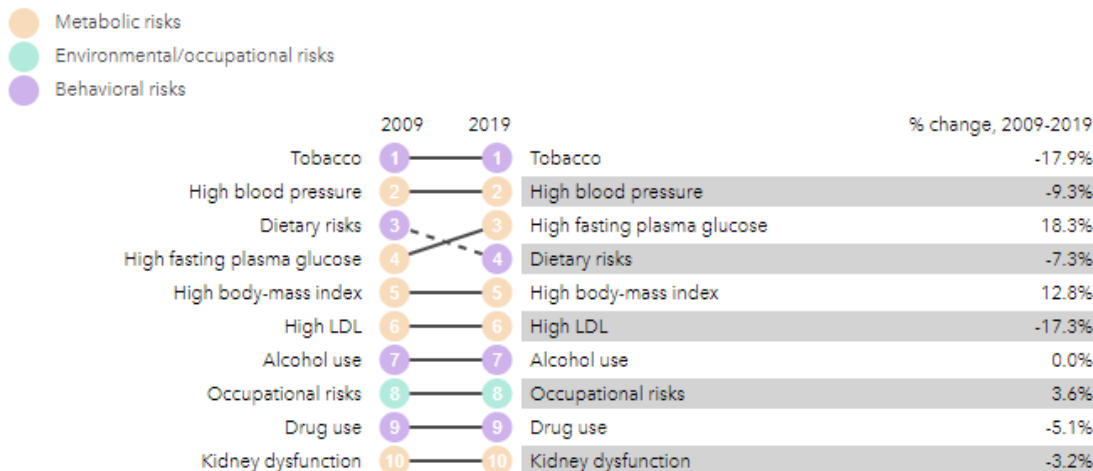 Metabolic risks
Environmental/occupational risks
Behavioral risks
2009 2019 % change, 2009-2019
Tobacco 1 1 Tobacco -17.9%
High blood pressure 2 2 High blood pressure -9.3%
Dietary risks 3 3 High fasting plasma glucose 18.3%
High fasting plasma glucose 4 4 Dietary risks -7.3%
High body-mass index 5 5 High body-mass index 12.8%
High LDL 6 6 High LDL -17.3%
Alcohol use 7 7 Alcohol use 0.0%
Occupational risks 8 8 Occupational risks 3.6%
Drug use 9 9 Drug use -5.1%
Kidney dysfunction 10 10 Kidney dysfunction -3.2%